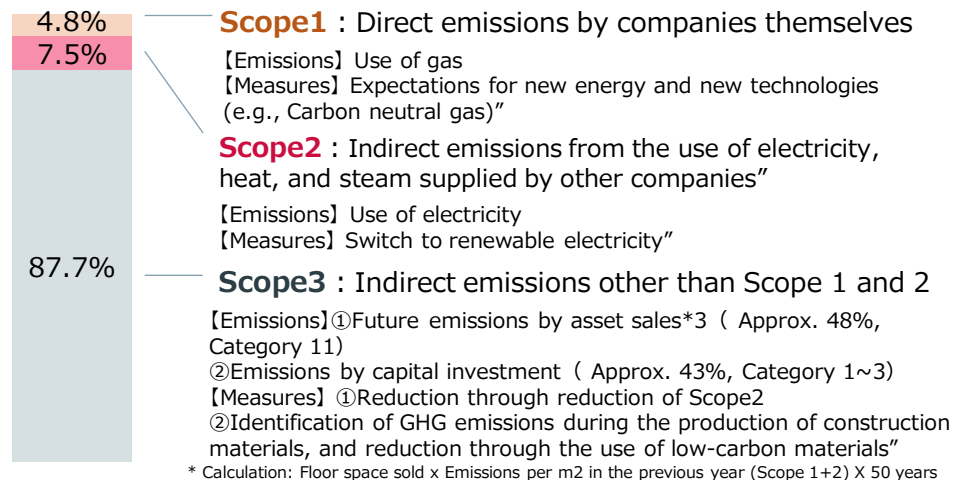 4.8%
Scope1 : Direct emissions by companies themselves
7.5%
【Emissions】 Use of gas
【Measures】 Expectations for new energy and new technologies
(e.g., Carbon neutral gas)”
Scope2 : Indirect emissions from the use of electricity,
heat, and steam supplied by other companies”
【Emissions】 Use of electricity
【Measures】 Switch to renewable electricity”
87.7%
Scope3 : Indirect emissions other than Scope 1 and 2
【Emissions】①Future emissions by asset sales*3 （ Approx. 48%,
Category 11）
②Emissions by capital investment （ Approx. 43%, Category 1~3）
【Measures】 ①Reduction through reduction of Scope2
②Identification of GHG emissions during the production of construction
materials, and reduction through the use of low-carbon materials”
* Calculation: Floor space sold x Emissions per m2 in the previous year (Scope 1+2) X 50 years